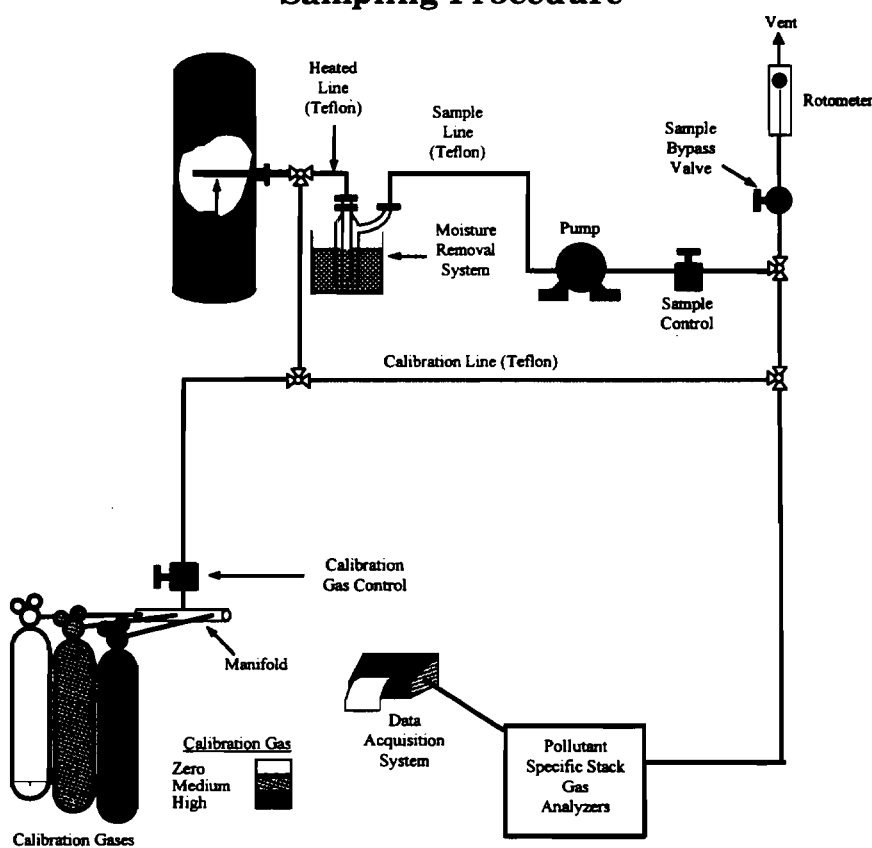 Sampling Procedure
Vent
Heated
Line
(Teflon)
Rotometer
Sample
Line
(Teflon)
Sample
Bypass
Valve
Moisture
Removal
System
Pump
Sample
Control
Calibration Line (Teflon)
Calibration
Gas Control
Manifold
Data
Acquisition
System
Pollutant
Specific Stack
Gas
Analyzers
Calibration Gas
Zero
Medium
High
Calibration Gases